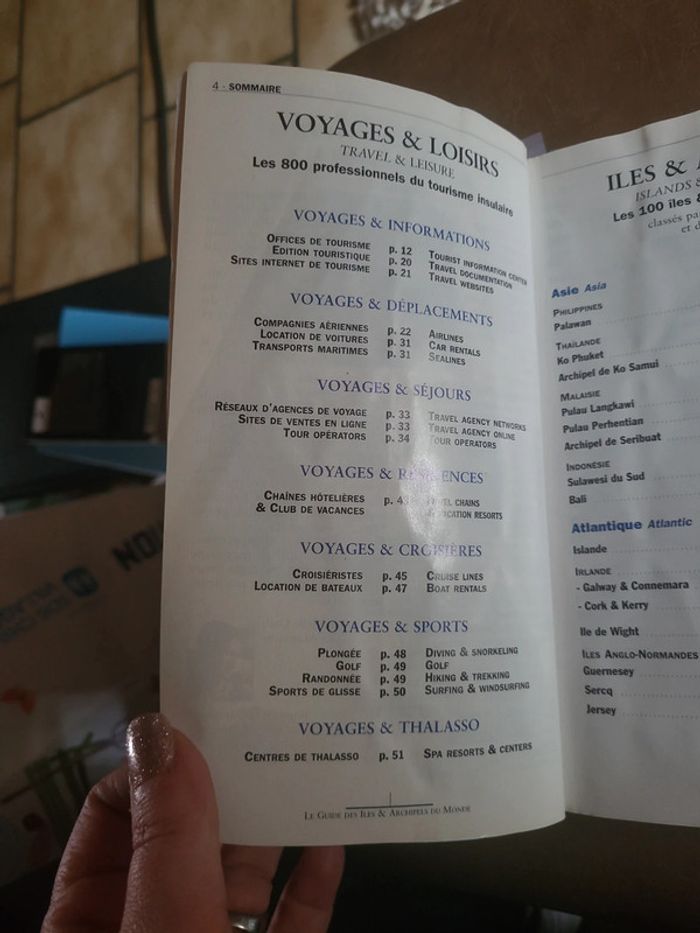 4 - SOMMAIRE
VOYAGES & LOISIRS
TRAVEL & LEISURE
Les 800 professionnels du tourisme insulaire
VOYAGES & INFORMATIONS
OFFICES DE TOURISME p. 12 TOURIST INFORMATION CENTER
EDITION TOURISTIQUE p. 20 TRAVEL DOCUMENTATION
SITES INTERNET DE TOURISME p. 21 TRAVEL WEBSITES
VOYAGES & DÉPLACEMENTS
COMPAGNIES AÉRIENNES p. 22 AIRLINES
LOCATION DE VOITURES p. 31 CAR RENTALS
TRANSPORTS MARITIMES p. 31 SEALINES
VOYAGES & SÉJOURS
RÉSEAUX D'AGENCES DE VOYAGE p. 33 TRAVEL AGENCY NETWORKS
SITES DE VENTES EN LIGNE p. 33 TRAVEL AGENCY ONLINE
TOUR OPÉRATORS p. 34 TOUR OPERATORS
VOYAGES & RÉSIDENCES
CHAÎNES HÔTELIÈRES p. CHAINS
& CLUB DE VACANCES RESORTS
VOYAGES & CROISIÈRES
CROISIÉRISTES p. 45 CRUISE LINES
LOCATION DE BATEAUX p. 47 BOAT RENTALS
VOYAGES & SPORTS
PLONGÉE p. 48 DIVING & SNORKELING
GOLF p. 49 GOLF
RANDONNÉE p. 49 HIKING & TREKKING
SPORTS DE GLISSE p. 50 SURFING & WINDSURFING
VOYAGES & THALASSO
CENTRES DE THALASSO p. 51 SPA RESORTS & CENTERS
LE GUIDE DES ILES & ARCHIPELS DU MONDE
ILES &
ISLANDS &
Les 100 îles &
classés
et
Asie Asia
PHILIPPINES
Palawan
THAÏLANDE
Ko Phuket
Archipel de Ko Samui
MALAISIE
Pulau Langkawi
Pulau Perhentian
Archipel de Seribuat
INDONÉSIE
Sulawesi du Sud
Bali
Atlantique Atlantic
Islande
IRLANDE
- Galway & Connemara
- Cork & Kerry
Ile de Wight
ILES ANGLO-NORMANDES
Guernesey
Sercq
Jersey